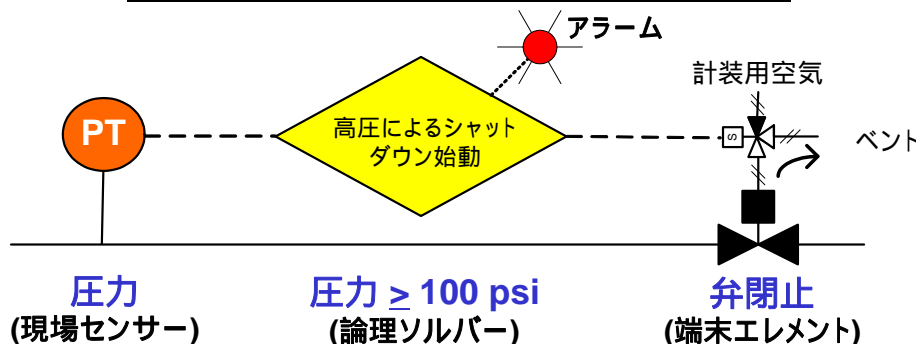 アラーム
計装用空気
PT
高圧によるシャット
ダウン始動
S
ベント
圧力
圧力 ≥ 100 psi
弁閉止
(現場センサー)
(論理ソルバー)
(端末エレメント)